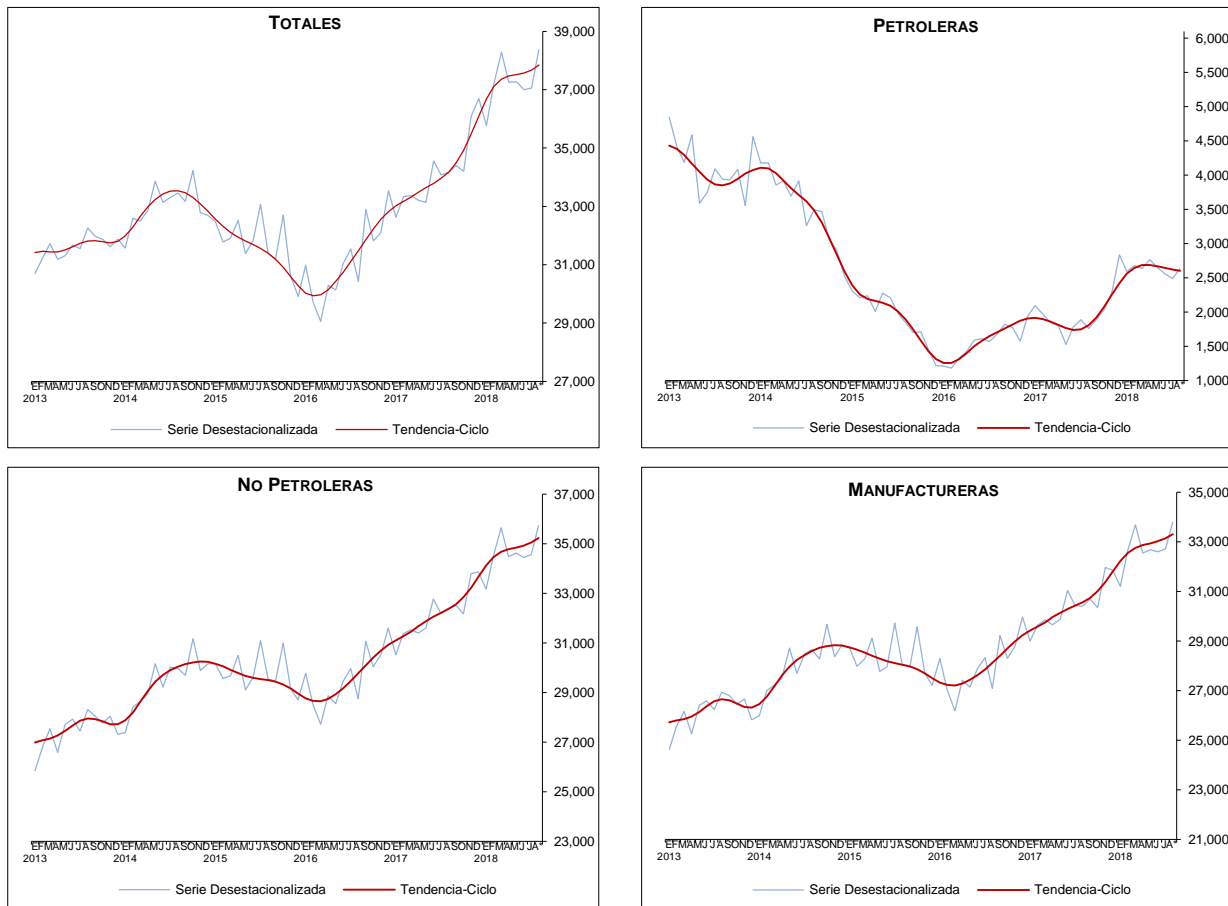 TOTALES
39,000
37,000
35,000
33,000
31,000
29,000
27,000
EFMAMJJASONDEFMAMJJASONDEFMAMJJASONDEFMAMJJASONDEFMAMJJASONDEFMAMJJA
2013 2014 2015 2016 2017 2018
Serie Desestacionalizada Tendencia-Ciclo
PETROLERAS
6,000
5,500
5,000
4,500
4,000
3,500
3,000
2,500
2,000
1,500
1,000
EFMAMJJASONDEFMAMJJASONDEFMAMJJASONDEFMAMJJASONDEFMAMJJASONDEFMAMJJA
2013 2014 2015 2016 2017 2018
Serie Desestacionalizada Tendencia-Ciclo
NO PETROLERAS
37,000
35,000
33,000
31,000
29,000
27,000
25,000
23,000
EFMAMJJASONDEFMAMJJASONDEFMAMJJASONDEFMAMJJASONDEFMAMJJASONDEFMAMJJA
2013 2014 2015 2016 2017 2018
Serie Desestacionalizada Tendencia-Ciclo
MANUFACTURERAS
35,000
33,000
31,000
29,000
27,000
25,000
23,000
21,000
EFMAMJJASONDEFMAMJJASONDEFMAMJJASONDEFMAMJJASONDEFMAMJJASONDEFMAMJJA
2013 2014 2015 2016 2017 2018
Serie Desestacionalizada Tendencia-Ciclo